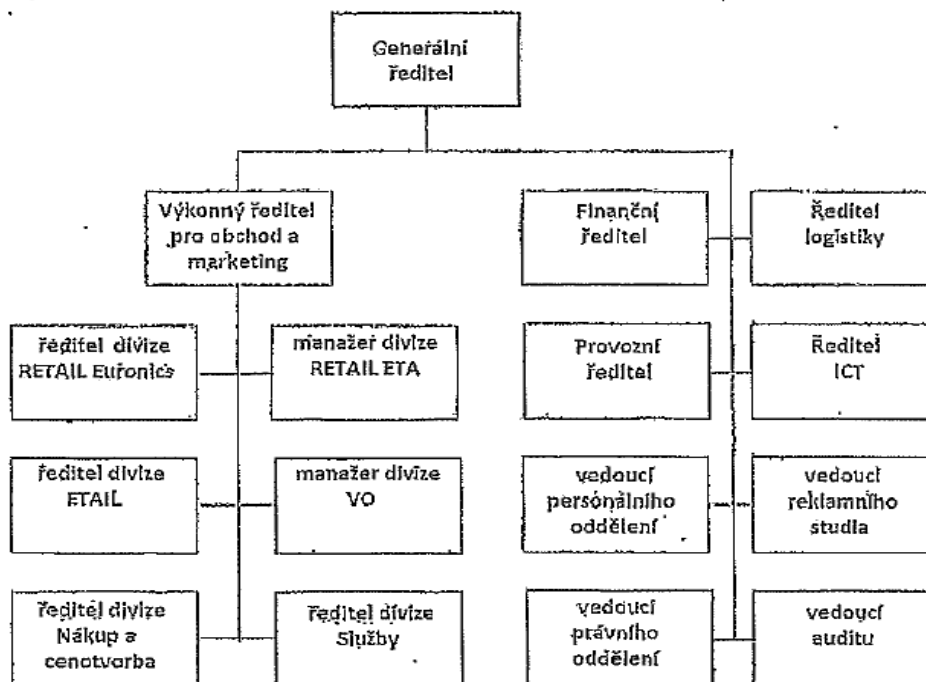 Generální
ředitel
Výkonný ředitel
pro obchod a
marketing
Finanční
ředitel
Ředitel
logistiky
ředitel divize
RETAIL Euronics
manažer divize
RETAIL ETA
Provozní
ředitel
Ředitel
ICT
ředitel divize
ETAIL
manažer divize
VO
vedoucí
personálního
oddělení
vedoucí
reklamního
studia
ředitel divize
Nákup a
cenotvorba
ředitel divize
Služby
vedoucí
právního
oddělení
vedoucí
auditu